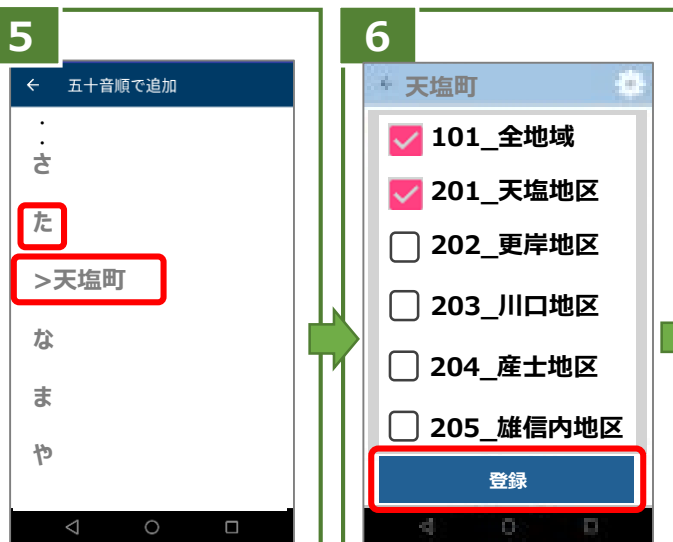 5
五十音順で追加
さ
た
>天塩町
な
ま
や
6
天塩町
101_全地域
201_天塩地区
202_更岸地区
203_川口地区
204_産士地区
205_雄信内地区
登録